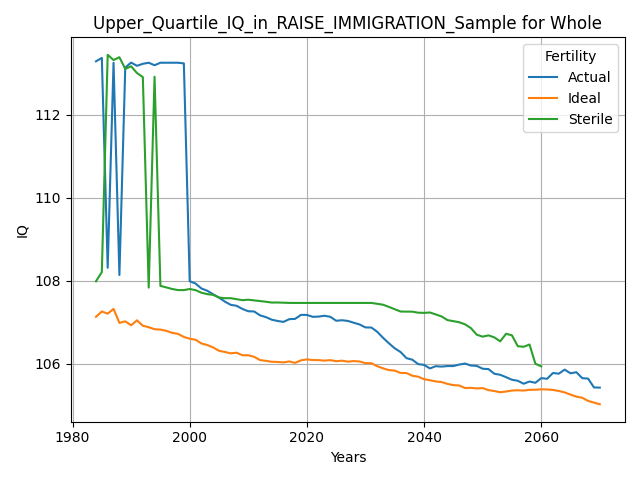 Upper_Quartile_IQ_in_RAISE_IMMIGRATION_Sample for Whole
Fertility
Actual
Ideal
Sterile
IQ
112
110
108
106
1980
2000
2020
2040
2060
Years